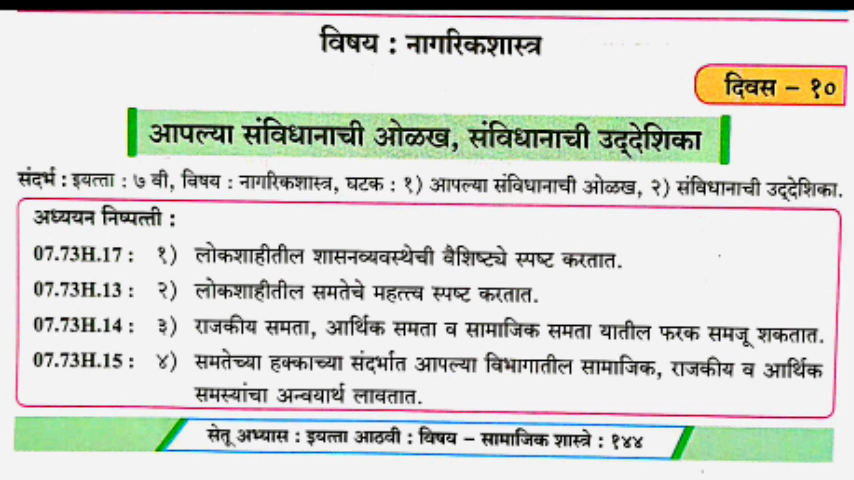 विषय : नागरिकशास्त्र
दिवस – १०
आपल्या संविधानाची ओळख, संविधानाची उद्‌देशिका
संदर्भ : इयत्ता : ७ वी, विषय : नागरिकशास्त्र, घटक : १) आपल्या संविधानाची ओळख, २) संविधानाची उद्‌देशिका.
अध्ययन निष्पत्ती :
07.73H.17 : १) लोकशाहीतील शासनव्यवस्थेची वैशिष्ट्ये स्पष्ट करतात.
07.73H.13 : २) लोकशाहीतील समतेचे महत्त्व स्पष्ट करतात.
07.73H.14 : ३) राजकीय समता, आर्थिक समता व सामाजिक समता यातील फरक समजू शकतात.
07.73H.15 : ४) समतेच्या हक्काच्या संदर्भात आपल्या विभागातील सामाजिक, राजकीय व आर्थिक
समस्यांचा अन्वयार्थ लावतात.
सेतू अभ्यास : इयत्ता आठवी : विषय – सामाजिक शास्त्रे : १४४